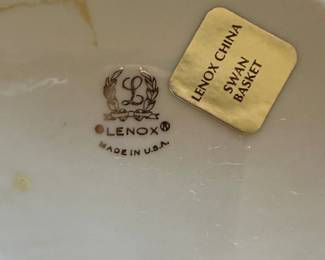 LENOX CHINA
SWAN
BASKET
L
LENOX®
MADE IN U.S.A.